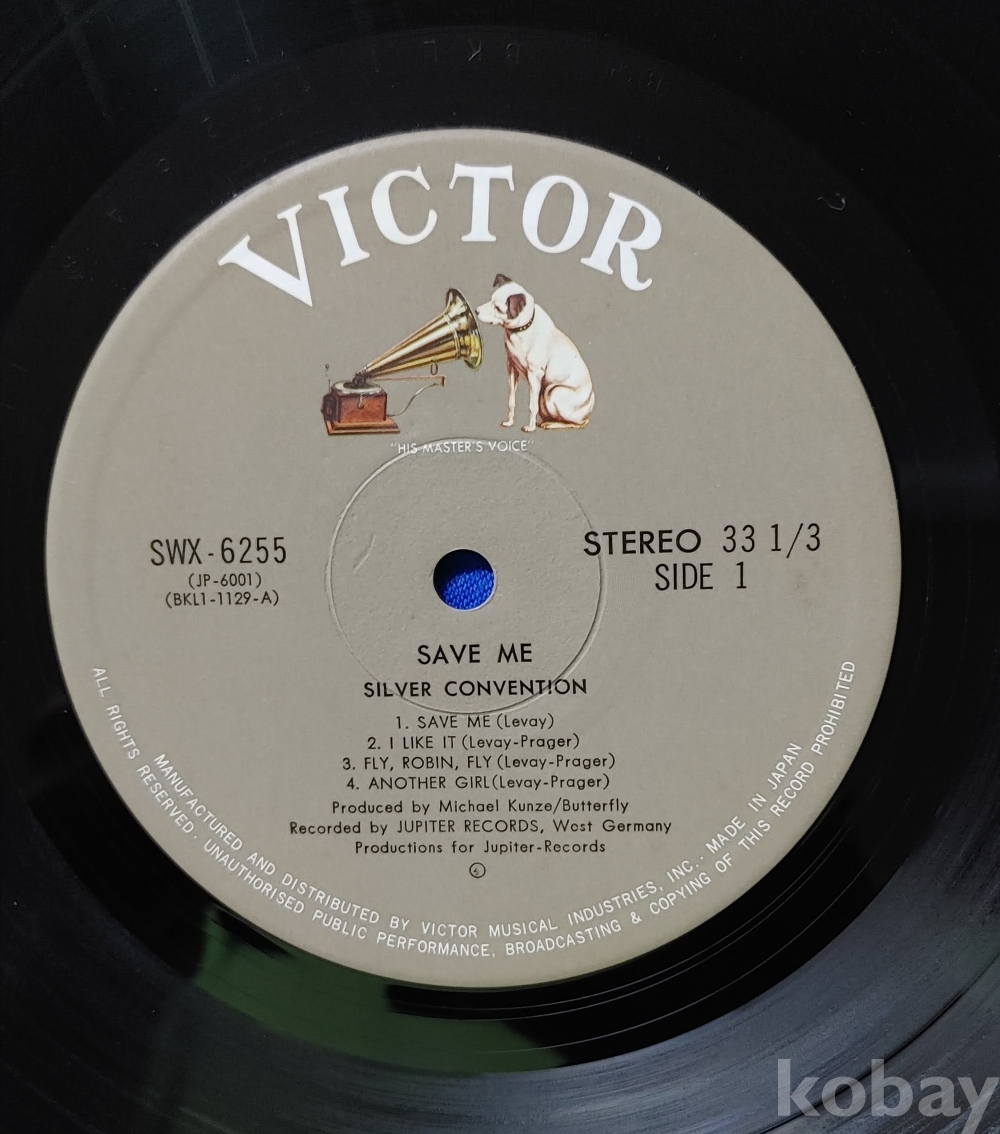 VICTOR
"HIS MASTER'S VOICE"
SWX-6255
(JP-6001)
(BKL1-1129-A)
STEREO 33 1/3
SIDE 1
SAVE ME
SILVER CONVENTION
1. SAVE ME (Levay)
2. I LIKE IT (Levay-Prager)
3. FLY, ROBIN, FLY (Levay-Prager)
4. ANOTHER GIRL (Levay-Prager)
Produced by Michael Kunze/Butterfly
Recorded by JUPITER RECORDS, West Germany
Productions for Jupiter-Records
MANUFACTURED AND DISTRIBUTED BY VICTOR MUSICAL INDUSTRIES, INC.· MADE IN JAPAN
ALL RIGHTS RESERVED· UNAUTHORISED PUBLIC PERFORMANCE, BROADCASTING & COPYING OF THIS RECORD PROHIBITED
kobay